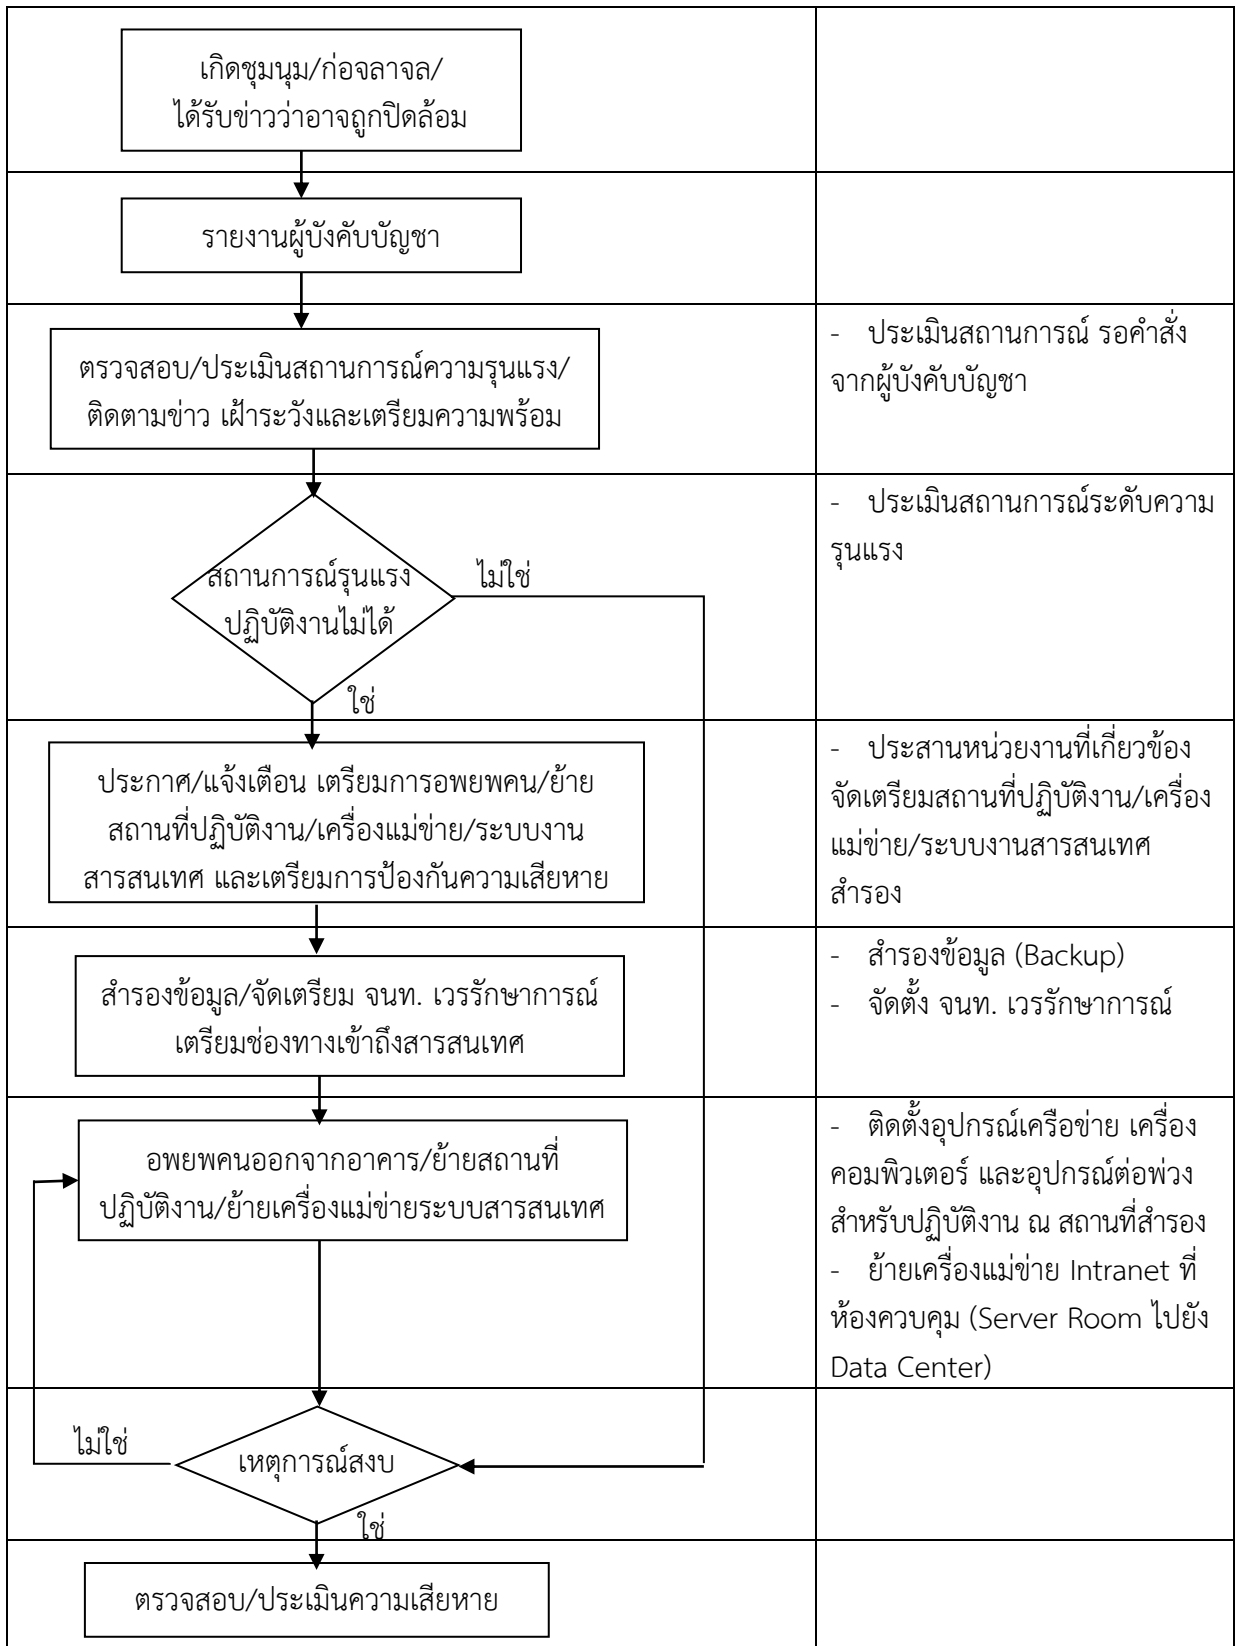 เกิดชุมนุม/ก่อจลาจล/
ได้รับข่าวว่าอาจถูกปิดล้อม
รายงานผู้บังคับบัญชา
ตรวจสอบ/ประเมินสถานการณ์ความรุนแรง/
ติดตามข่าว เฝ้าระวังและเตรียมความพร้อม
- ประเมินสถานการณ์ รอคำสั่ง
จากผู้บังคับบัญชา
สถานการณ์รุนแรง
ปฏิบัติงานไม่ได้
ไม่ใช่
ใช่
- ประเมินสถานการณ์ระดับความ
รุนแรง
ประกาศ/แจ้งเตือน เตรียมการอพยพคน/ย้าย
สถานที่ปฏิบัติงาน/เครื่องแม่ข่าย/ระบบงาน
สารสนเทศ และเตรียมการป้องกันความเสียหาย
- ประสานหน่วยงานที่เกี่ยวข้อง
จัดเตรียมสถานที่ปฏิบัติงาน/เครื่อง
แม่ข่าย/ระบบงานสารสนเทศ
สำรอง
สำรองข้อมูล/จัดเตรียม จนท. เวรรักษาการณ์
เตรียมช่องทางเข้าถึงสารสนเทศ
- สำรองข้อมูล (Backup)
- จัดตั้ง จนท. เวรรักษาการณ์
อพยพคนออกจากอาคาร/ย้ายสถานที่
ปฏิบัติงาน/ย้ายเครื่องแม่ข่ายระบบสารสนเทศ
- ติดตั้งอุปกรณ์เครือข่าย เครื่อง
คอมพิวเตอร์ และอุปกรณ์ต่อพ่วง
สำหรับปฏิบัติงาน ณ สถานที่สำรอง
- ย้ายเครื่องแม่ข่าย Intranet ที่
ห้องควบคุม (Server Room ไปยัง
Data Center)
ไม่ใช่
เหตุการณ์สงบ
ใช่
ตรวจสอบ/ประเมินความเสียหาย